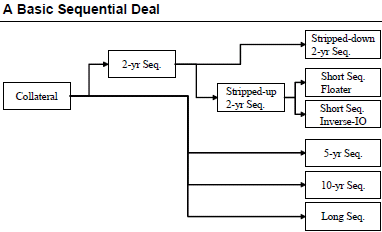 A Basic Sequential Deal
Stripped-down
2-yr Seq.
2-yr Seq.
Short Seq.
Floater
Collateral
Stripped-up
2-yr Seq.
Short Seq.
Inverse-IO
5-yr Seq.
10-yr Seq.
Long Seq.